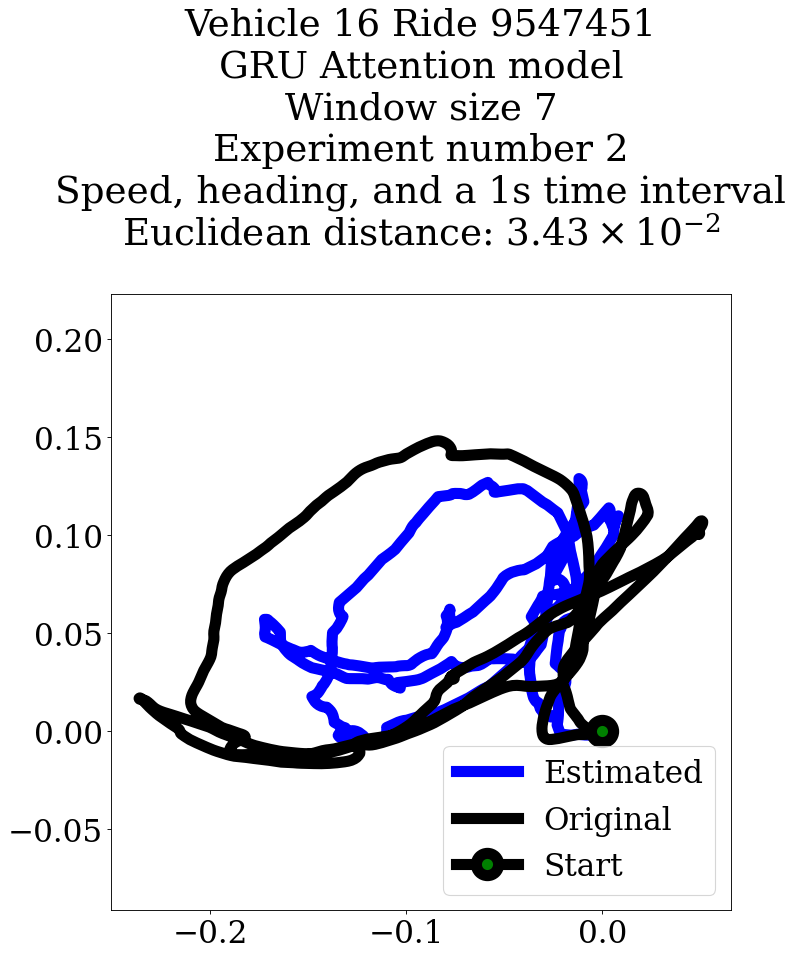 Vehicle 16 Ride 9547451
GRU Attention model
Window size 7
Experiment number 2
Speed, heading, and a 1s time interval
Euclidean distance: 3.43 × 10⁻²
0.20
0.15
0.10
0.05
0.00
−0.05
−0.2
−0.1
0.0
Estimated
Original
Start